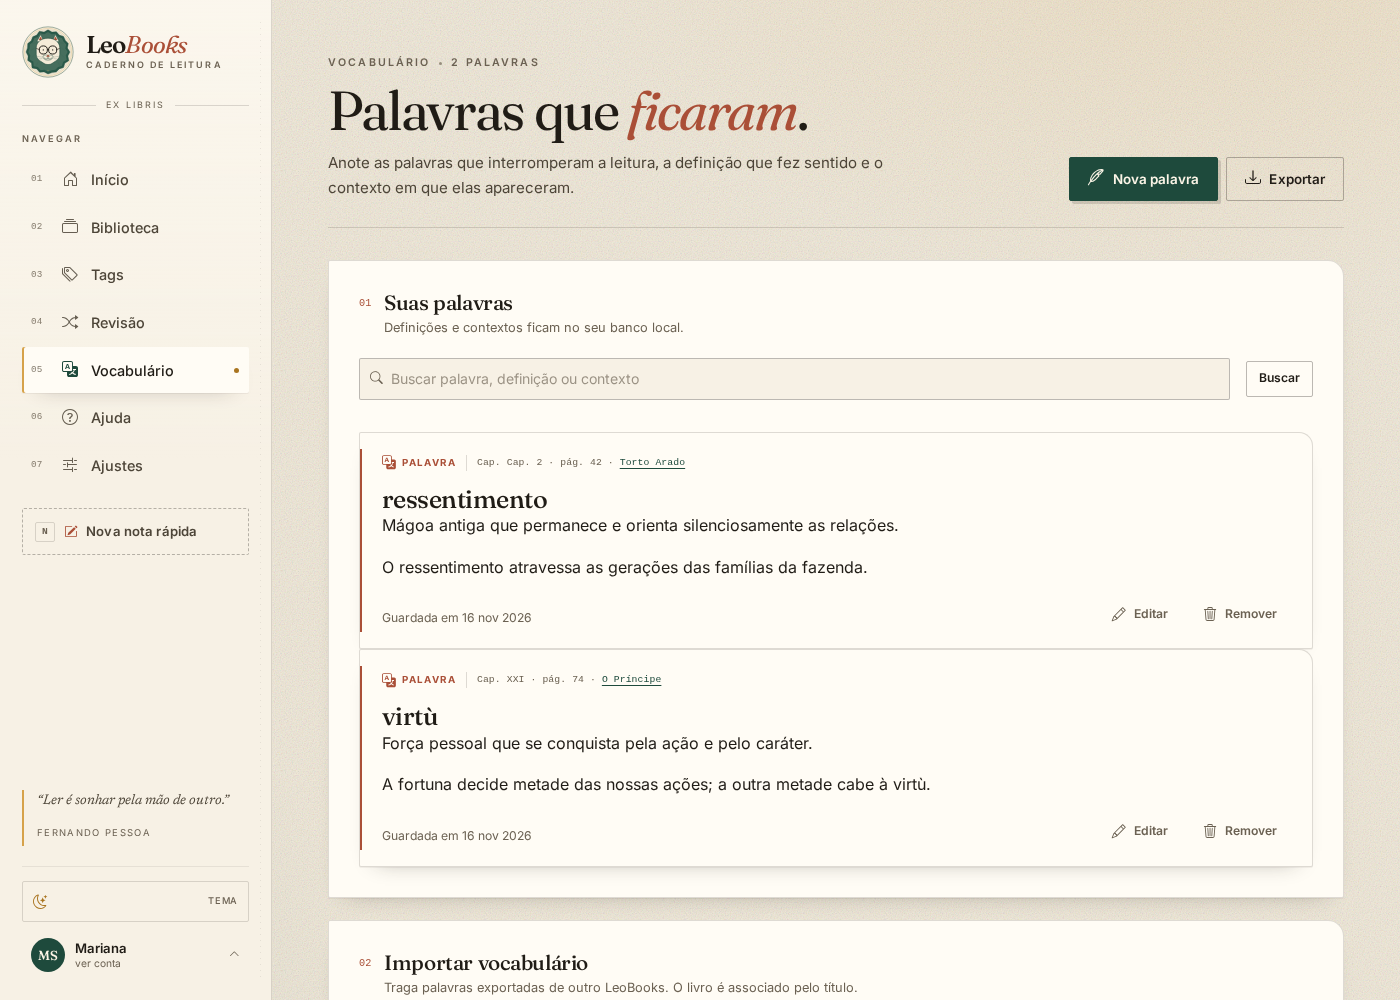 LeoBooks
CADERNO DE LEITURA
EX LIBRIS
NAVEGAR
01 Início
02 Biblioteca
03 Tags
04 Revisão
05 Vocabulário
06 Ajuda
07 Ajustes
N Nova nota rápida
“Ler é sonhar pela mão de outro.”
FERNANDO PESSOA
TEMA
MS Mariana
ver conta
VOCABULÁRIO • 2 PALAVRAS
Palavras que ficaram.
Anote as palavras que interromperam a leitura, a definição que fez sentido e o
contexto em que elas apareceram.
Nova palavra
Exportar
01 Suas palavras
Definições e contextos ficam no seu banco local.
Buscar palavra, definição ou contexto
Buscar
PALAVRA Cap. Cap. 2 · pág. 42 · Torto Arado
ressentimento
Mágoa antiga que permanece e orienta silenciosamente as relações.
O ressentimento atravessa as gerações das famílias da fazenda.
Guardada em 16 nov 2026
Editar
Remover
PALAVRA Cap. XXI · pág. 74 · O Príncipe
virtù
Força pessoal que se conquista pela ação e pelo caráter.
A fortuna decide metade das nossas ações; a outra metade cabe à virtù.
Guardada em 16 nov 2026
Editar
Remover
02 Importar vocabulário
Traga palavras exportadas de outro LeoBooks. O livro é associado pelo título.